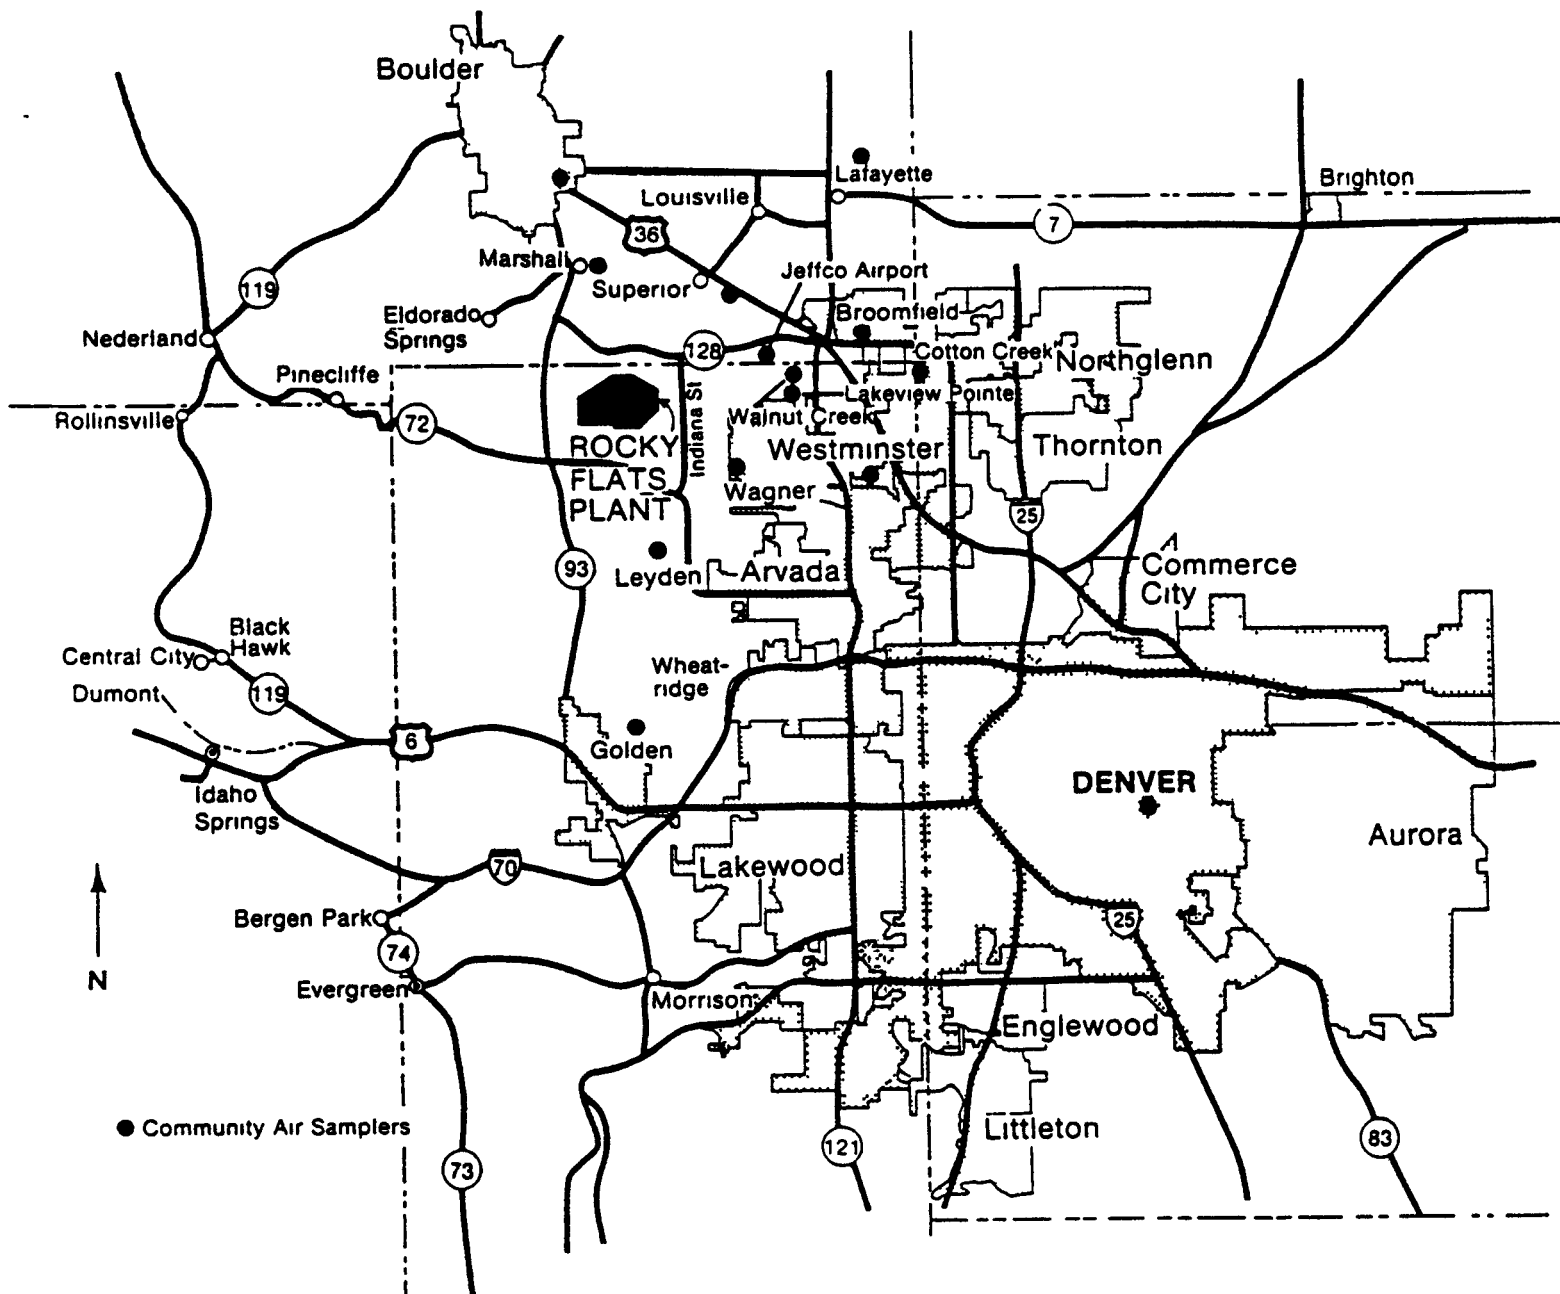 Boulder
Lafayette
Brighton
Louisville
36
7
Marshall
Jeffco Airport
Superior
119
Eldorado
Springs
Broomfield
Nederland
128
Cotton Creek
Northglenn
Pinecliffe
Indiana St
Lakeview Pointe
Rollinsville
72
Walnut Creek
ROCKY
FLATS
PLANT
Westminster
Thornton
Wagner
25
93
Leyden
Arvada
Commerce
City
Black
Hawk
Central City
Wheat-
ridge
Dumont
119
6
Golden
DENVER
Idaho
Springs
Aurora
70
Lakewood
Bergen Park
25
74
N
Evergreen
Morrison
Englewood
Community Air Samplers
Littleton
121
83
73